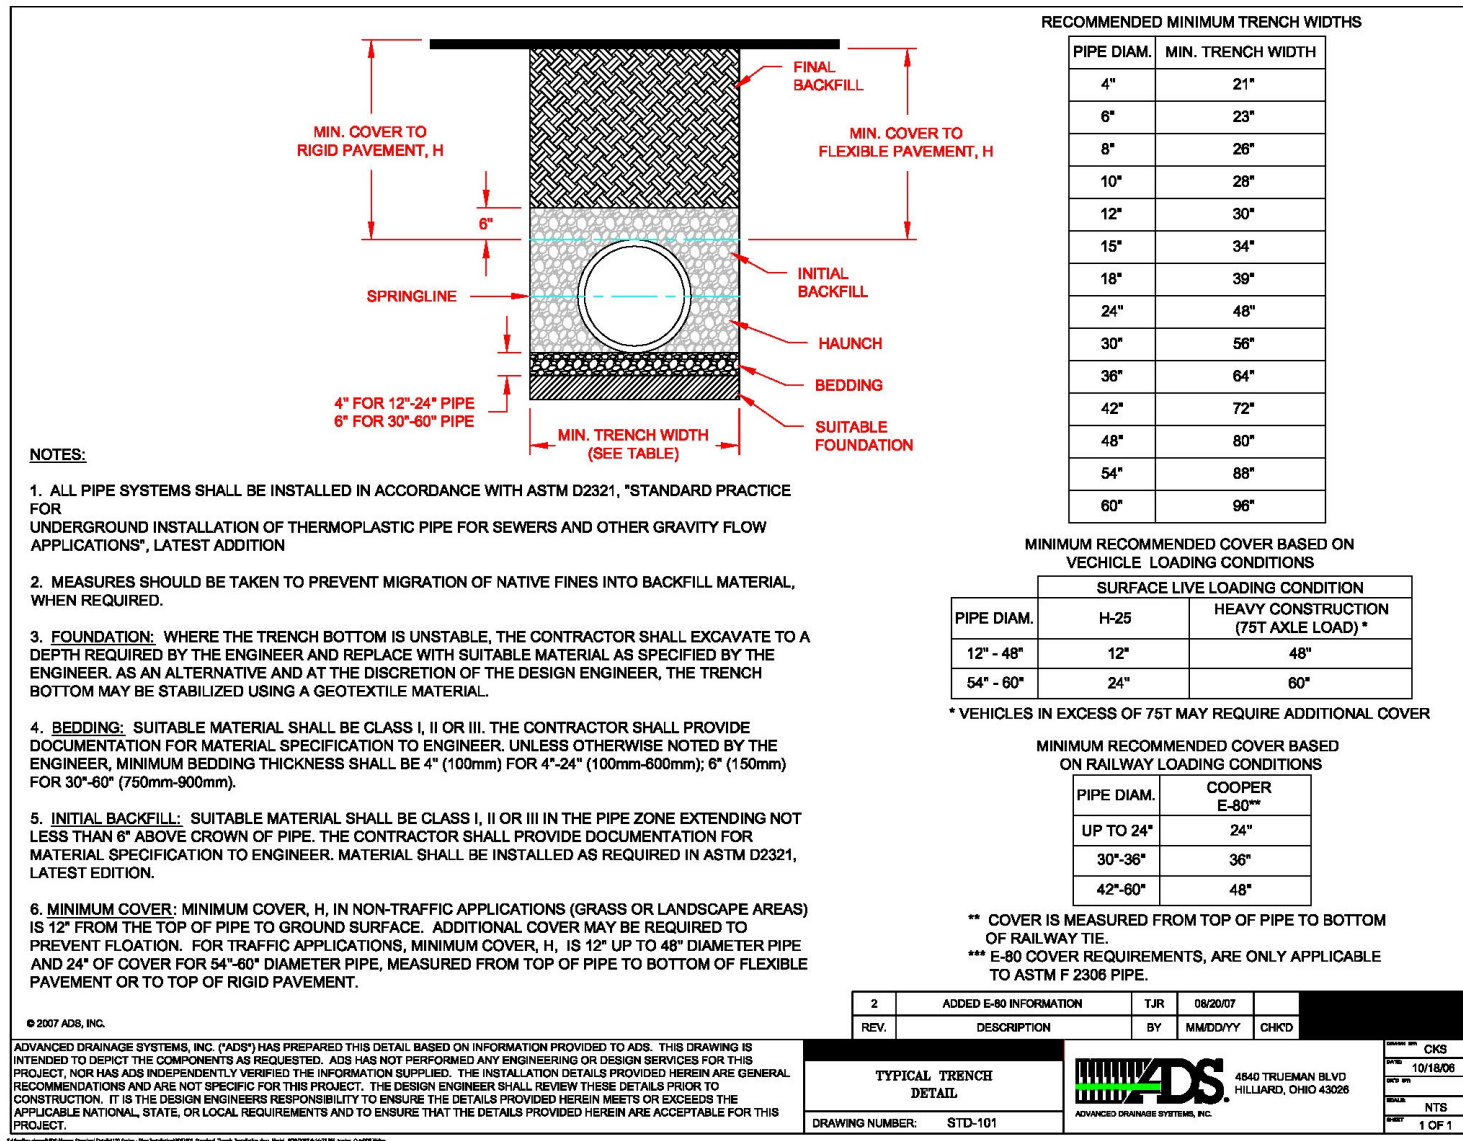 FINAL
BACKFILL
MIN. COVER TO
RIGID PAVEMENT, H
MIN. COVER TO
FLEXIBLE PAVEMENT, H
6"
INITIAL
BACKFILL
SPRINGLINE
HAUNCH
BEDDING
4" FOR 12"-24" PIPE
6" FOR 30"-60" PIPE
SUITABLE
FOUNDATION
MIN. TRENCH WIDTH
(SEE TABLE)
NOTES:
1. ALL PIPE SYSTEMS SHALL BE INSTALLED IN ACCORDANCE WITH ASTM D2321, "STANDARD PRACTICE
FOR
UNDERGROUND INSTALLATION OF THERMOPLASTIC PIPE FOR SEWERS AND OTHER GRAVITY FLOW
APPLICATIONS", LATEST ADDITION
2. MEASURES SHOULD BE TAKEN TO PREVENT MIGRATION OF NATIVE FINES INTO BACKFILL MATERIAL,
WHEN REQUIRED.
3. FOUNDATION: WHERE THE TRENCH BOTTOM IS UNSTABLE, THE CONTRACTOR SHALL EXCAVATE TO A
DEPTH REQUIRED BY THE ENGINEER AND REPLACE WITH SUITABLE MATERIAL AS SPECIFIED BY THE
ENGINEER. AS AN ALTERNATIVE AND AT THE DISCRETION OF THE DESIGN ENGINEER, THE TRENCH
BOTTOM MAY BE STABILIZED USING A GEOTEXTILE MATERIAL.
4. BEDDING: SUITABLE MATERIAL SHALL BE CLASS I, II OR III. THE CONTRACTOR SHALL PROVIDE
DOCUMENTATION FOR MATERIAL SPECIFICATION TO ENGINEER. UNLESS OTHERWISE NOTED BY THE
ENGINEER, MINIMUM BEDDING THICKNESS SHALL BE 4" (100mm) FOR 4"-24" (100mm-600mm); 6" (150mm)
FOR 30"-60" (750mm-900mm).
5. INITIAL BACKFILL: SUITABLE MATERIAL SHALL BE CLASS I, II OR III IN THE PIPE ZONE EXTENDING NOT
LESS THAN 6" ABOVE CROWN OF PIPE. THE CONTRACTOR SHALL PROVIDE DOCUMENTATION FOR
MATERIAL SPECIFICATION TO ENGINEER. MATERIAL SHALL BE INSTALLED AS REQUIRED IN ASTM D2321,
LATEST EDITION.
6. MINIMUM COVER: MINIMUM COVER, H, IN NON-TRAFFIC APPLICATIONS (GRASS OR LANDSCAPE AREAS)
IS 12" FROM THE TOP OF PIPE TO GROUND SURFACE. ADDITIONAL COVER MAY BE REQUIRED TO
PREVENT FLOATION. FOR TRAFFIC APPLICATIONS, MINIMUM COVER, H, IS 12" UP TO 48" DIAMETER PIPE
AND 24" OF COVER FOR 54"-60" DIAMETER PIPE, MEASURED FROM TOP OF PIPE TO BOTTOM OF FLEXIBLE
PAVEMENT OR TO TOP OF RIGID PAVEMENT.
© 2007 ADS, INC.
RECOMMENDED MINIMUM TRENCH WIDTHS
PIPE DIAM. MIN. TRENCH WIDTH
4" 21"
6" 23"
8" 26"
10" 28"
12" 30"
15" 34"
18" 39"
24" 48"
30" 56"
36" 64"
42" 72"
48" 80"
54" 88"
60" 96"
MINIMUM RECOMMENDED COVER BASED ON
VECHICLE LOADING CONDITIONS
SURFACE LIVE LOADING CONDITION
PIPE DIAM. H-25 HEAVY CONSTRUCTION
(75T AXLE LOAD) *
12" - 48" 12" 48"
54" - 60" 24" 60"
* VEHICLES IN EXCESS OF 75T MAY REQUIRE ADDITIONAL COVER
MINIMUM RECOMMENDED COVER BASED
ON RAILWAY LOADING CONDITIONS
PIPE DIAM. COOPER
E-80**
UP TO 24" 24"
30"-36" 36"
42"-60" 48"
** COVER IS MEASURED FROM TOP OF PIPE TO BOTTOM
OF RAILWAY TIE.
*** E-80 COVER REQUIREMENTS, ARE ONLY APPLICABLE
TO ASTM F 2306 PIPE.
2 ADDED E-80 INFORMATION TJR 08/20/07
REV. DESCRIPTION BY MM/DD/YY CHK'D
ADVANCED DRAINAGE SYSTEMS, INC. ("ADS") HAS PREPARED THIS DETAIL BASED ON INFORMATION PROVIDED TO ADS. THIS DRAWING IS
INTENDED TO DEPICT THE COMPONENTS AS REQUESTED. ADS HAS NOT PERFORMED ANY ENGINEERING OR DESIGN SERVICES FOR THIS
PROJECT, NOR HAS ADS INDEPENDENTLY VERIFIED THE INFORMATION SUPPLIED. THE INSTALLATION DETAILS PROVIDED HEREIN ARE GENERAL
RECOMMENDATIONS AND ARE NOT SPECIFIC FOR THIS PROJECT. THE DESIGN ENGINEER SHALL REVIEW THESE DETAILS PRIOR TO
CONSTRUCTION. IT IS THE DESIGN ENGINEERS RESPONSIBILITY TO ENSURE THE DETAILS PROVIDED HEREIN MEETS OR EXCEEDS THE
APPLICABLE NATIONAL, STATE, OR LOCAL REQUIREMENTS AND TO ENSURE THAT THE DETAILS PROVIDED HEREIN ARE ACCEPTABLE FOR THIS
PROJECT.
TYPICAL TRENCH
DETAIL
DRAWING NUMBER: STD-101
ADS.
ADVANCED DRAINAGE SYSTEMS, INC.
4640 TRUEMAN BLVD
HILLIARD, OHIO 43026
CKS
10/18/06
NTS
1 OF 1